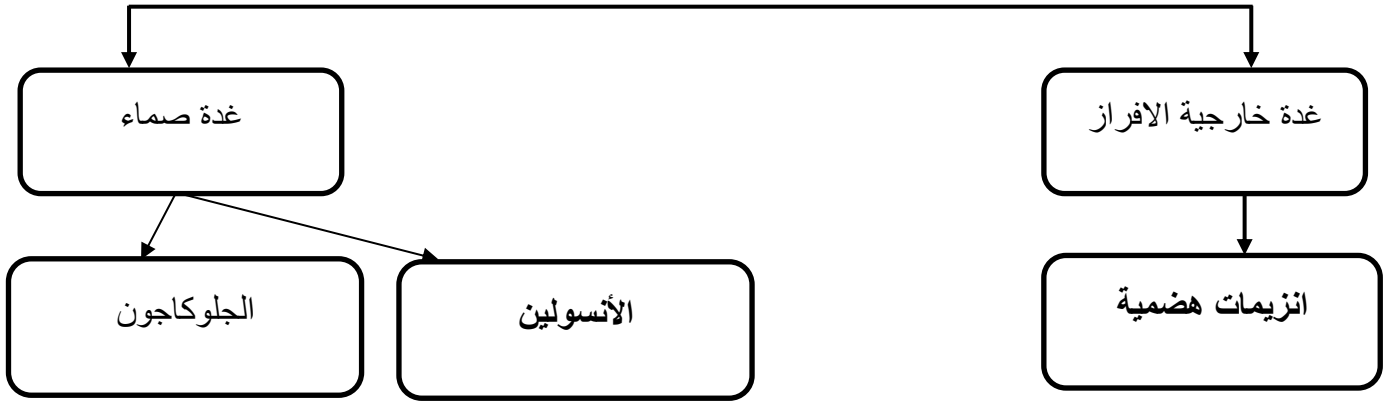 غدة خارجية الافراز
غدة صماء
انزيمات هضمية
الأنسولين
الجلوكاجون